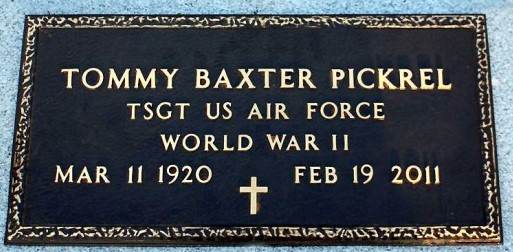 TOMMY BAXTER PICKREL
TSGT US AIR FORCE
WORLD WAR II
MAR 11 1920 FEB 19 2011